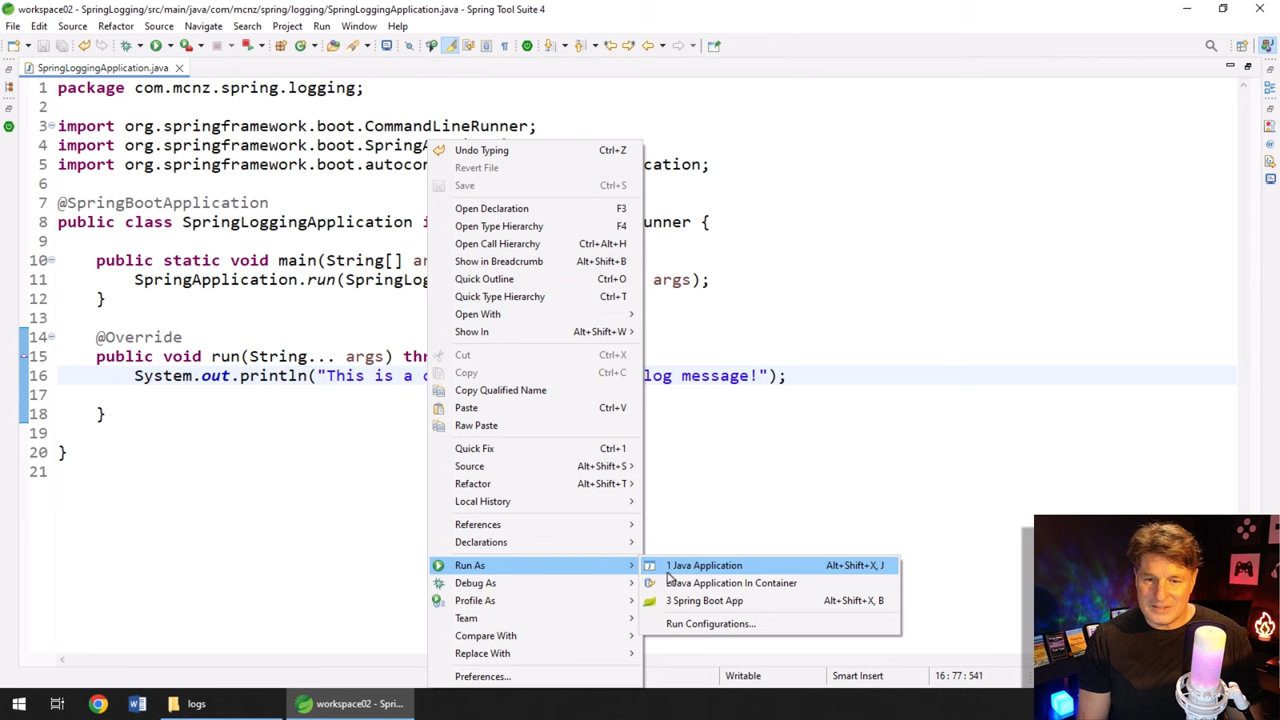 workspace02 - SpringLogging/src/main/java/com/mcnz/spring/logging/SpringLoggingApplication.java - Spring Tool Suite 4
File Edit Source Refactor Source Navigate Search Project Run Window Help
SpringLoggingApplication.java
1 package com.mcnz.spring.logging;
2
3 import org.springframework.boot.CommandLineRunner;
4 import org.springframework.boot.SpringA
5 import org.springframework.boot.autocon cation;
6
7 @SpringBootApplication
8 public class SpringLoggingApplication i unner {
9
10 public static void main(String[] ar
11 SpringApplication.run(SpringLog args);
12 }
13
14 @Override
15 public void run(String... args) thr
16 System.out.println("This is a log message!");
17
18 }
19
20 }
21
Undo Typing Ctrl+Z
Revert File
Save Ctrl+S
Open Declaration F3
Open Type Hierarchy F4
Open Call Hierarchy Ctrl+Alt+H
Show in Breadcrumb Alt+Shift+B
Quick Outline Ctrl+O
Quick Type Hierarchy Ctrl+T
Open With
Show In Alt+Shift+W
Cut Ctrl+X
Copy Ctrl+C
Copy Qualified Name
Paste Ctrl+V
Raw Paste
Quick Fix Ctrl+1
Source Alt+Shift+S
Refactor Alt+Shift+T
Local History
References
Declarations
Run As
Debug As
Profile As
Team
Compare With
Replace With
Preferences...
1 Java Application Alt+Shift+X, J
Java Application In Container
3 Spring Boot App Alt+Shift+X, B
Run Configurations...
Writable Smart Insert 16 : 77 : 541
logs
workspace02 - Spri...